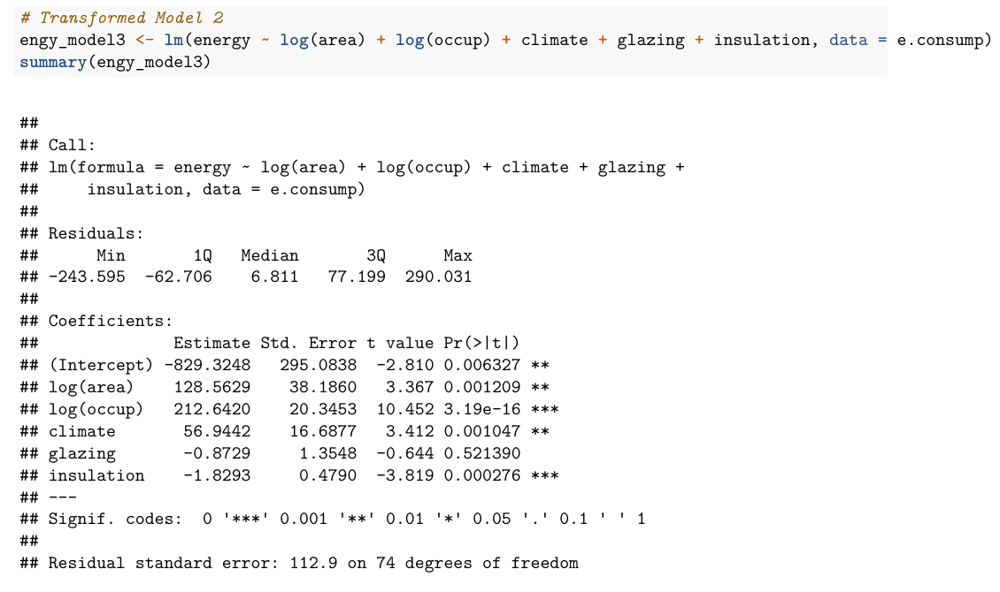 # Transformed Model 2
engy_model3 <- lm(energy ~ log(area) + log(occup) + climate + glazing + insulation, data = e.consump)
summary(engy_model3)
##
## Call:
## lm(formula = energy ~ log(area) + log(occup) + climate + glazing +
##     insulation, data = e.consump)
##
## Residuals:
##      Min       1Q   Median       3Q      Max
## -243.595  -62.706    6.811   77.199  290.031
##
## Coefficients:
##              Estimate Std. Error t value Pr(>|t|)
## (Intercept) -829.3248   295.0838  -2.810 0.006327 **
## log(area)    128.5629    38.1860   3.367 0.001209 **
## log(occup)   212.6420    20.3453  10.452 3.19e-16 ***
## climate       56.9442    16.6877   3.412 0.001047 **
## glazing       -0.8729     1.3548  -0.644 0.521390
## insulation    -1.8293     0.4790  -3.819 0.000276 ***
## ---
## Signif. codes:  0 '***' 0.001 '**' 0.01 '*' 0.05 '.' 0.1 ' ' 1
##
## Residual standard error: 112.9 on 74 degrees of freedom